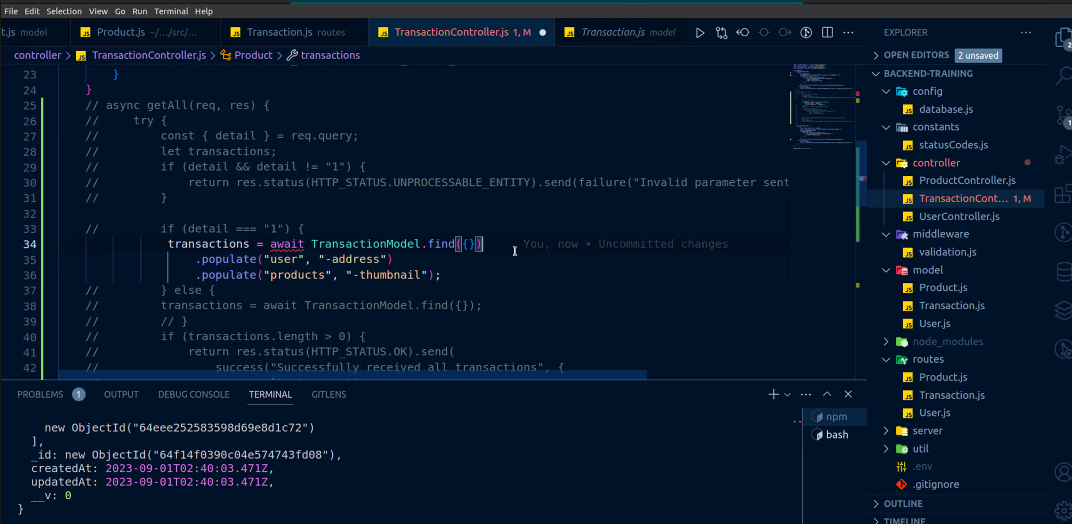 File Edit Selection View Go Run Terminal Help
t.js model
Product.js ~/.../src/...
Transaction.js routes
TransactionController.js 1, M
Transaction.js model
controller > TransactionController.js > Product > transactions
23 }
24 }
25 // async getAll(req, res) {
26 // try {
27 // const { detail } = req.query;
28 // let transactions;
29 // if (detail && detail != "1") {
30 // return res.status(HTTP_STATUS.UNPROCESSABLE_ENTITY).send(failure("Invalid parameter sent
31 // }
32
33 // if (detail === "1") {
34 transactions = await TransactionModel.find({}) You, now • Uncommitted changes
35 .populate("user", "-address")
36 .populate("products", "-thumbnail");
37 // } else {
38 // transactions = await TransactionModel.find({});
39 // // }
40 // if (transactions.length > 0) {
41 // return res.status(HTTP_STATUS.OK).send(
42 // success("Successfully received all transactions", {
PROBLEMS 1 OUTPUT DEBUG CONSOLE TERMINAL GITLENS
new ObjectId("64eee252583598d69e8d1c72")
],
_id: new ObjectId("64f14f0390c04e574743fd08"),
createdAt: 2023-09-01T02:40:03.471Z,
updatedAt: 2023-09-01T02:40:03.471Z,
__v: 0
}
npm
bash
EXPLORER
OPEN EDITORS 2 unsaved
BACKEND-TRAINING
config
database.js
constants
statusCodes.js
controller
ProductController.js
TransactionCont... 1, M
UserController.js
middleware
validation.js
model
Product.js
Transaction.js
User.js
node_modules
routes
Product.js
Transaction.js
User.js
server
util
.env
.gitignore
OUTLINE
TIMELINE
2
1